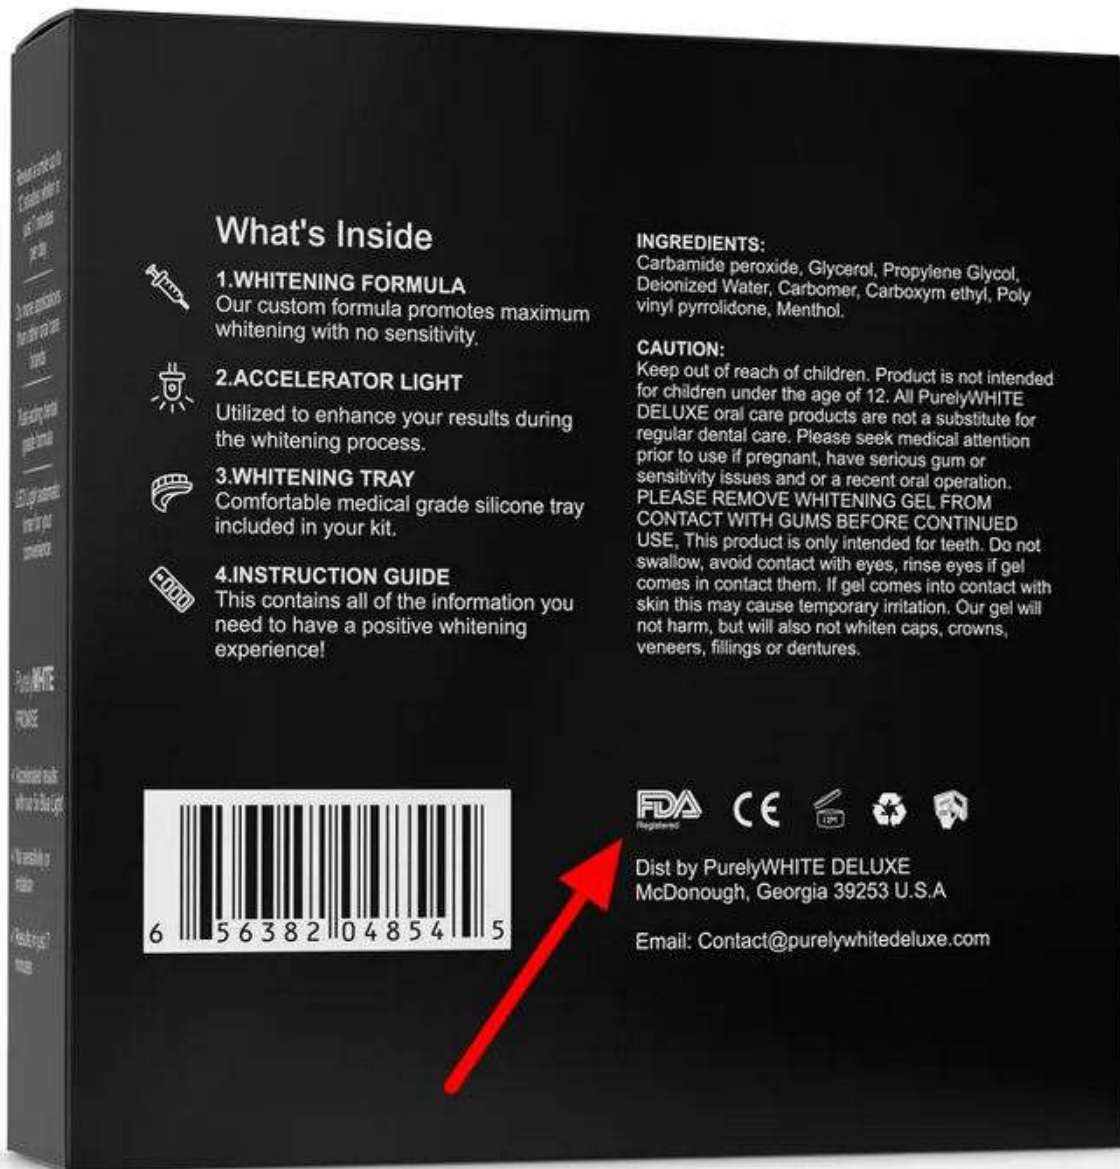 What's Inside
1.WHITENING FORMULA
Our custom formula promotes maximum
whitening with no sensitivity.
2.ACCELERATOR LIGHT
Utilized to enhance your results during
the whitening process.
3.WHITENING TRAY
Comfortable medical grade silicone tray
included in your kit.
4.INSTRUCTION GUIDE
This contains all of the information you
need to have a positive whitening
experience!
INGREDIENTS:
Carbamide peroxide, Glycerol, Propylene Glycol,
Deionized Water, Carbomer, Carboxym ethyl, Poly
vinyl pyrrolidone, Menthol.
CAUTION:
Keep out of reach of children. Product is not intended
for children under the age of 12. All PurelyWHITE
DELUXE oral care products are not a substitute for
regular dental care. Please seek medical attention
prior to use if pregnant, have serious gum or
sensitivity issues and or a recent oral operation.
PLEASE REMOVE WHITENING GEL FROM
CONTACT WITH GUMS BEFORE CONTINUED
USE, This product is only intended for teeth. Do not
swallow, avoid contact with eyes, rinse eyes if gel
comes in contact them. If gel comes into contact with
skin this may cause temporary irritation. Our gel will
not harm, but will also not whiten caps, crowns,
veneers, fillings or dentures.
FDA
Registered
CE
12M
Dist by PurelyWHITE DELUXE
McDonough, Georgia 39253 U.S.A
Email: Contact@purelywhitedeluxe.com
6 56382 04854 5
PurelyWHITE
PROMISE